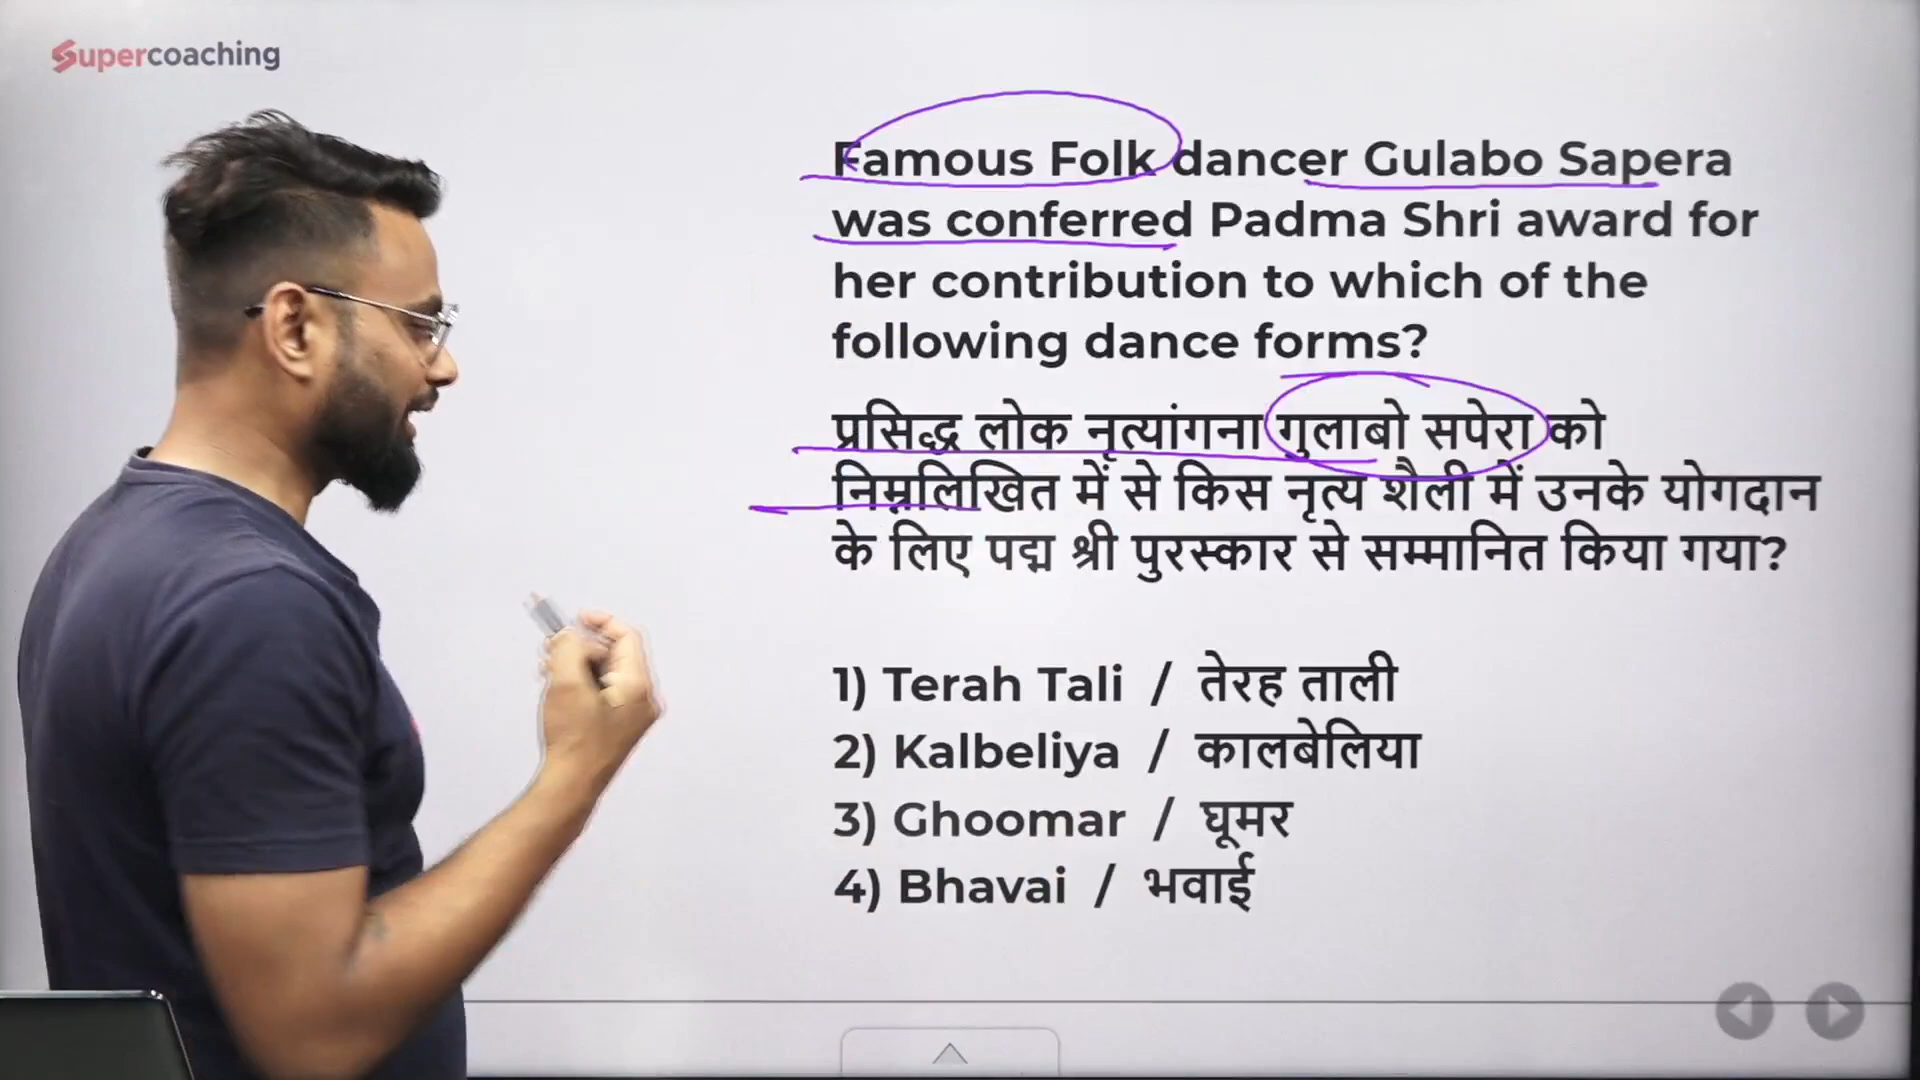 Supercoaching
Famous Folk dancer Gulabo Sapera
was conferred Padma Shri award for
her contribution to which of the
following dance forms?
प्रसिद्ध लोक नृत्यांगना गुलाबो सपेरा को
निम्नलिखित में से किस नृत्य शैली में उनके योगदान
के लिए पद्म श्री पुरस्कार से सम्मानित किया गया?
1) Terah Tali / तेरह ताली
2) Kalbeliya / कालबेलिया
3) Ghoomar / घूमर
4) Bhavai / भवाई